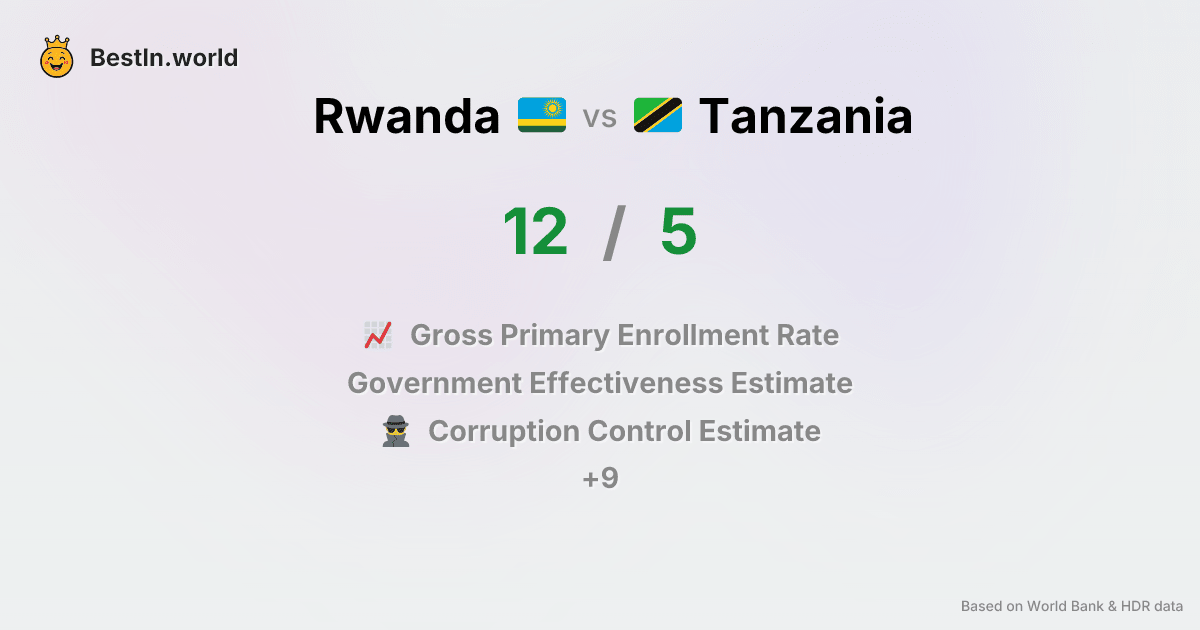 BestIn.world
Rwanda vs Tanzania
12 / 5
Gross Primary Enrollment Rate
Government Effectiveness Estimate
Corruption Control Estimate
+9
Based on World Bank & HDR data